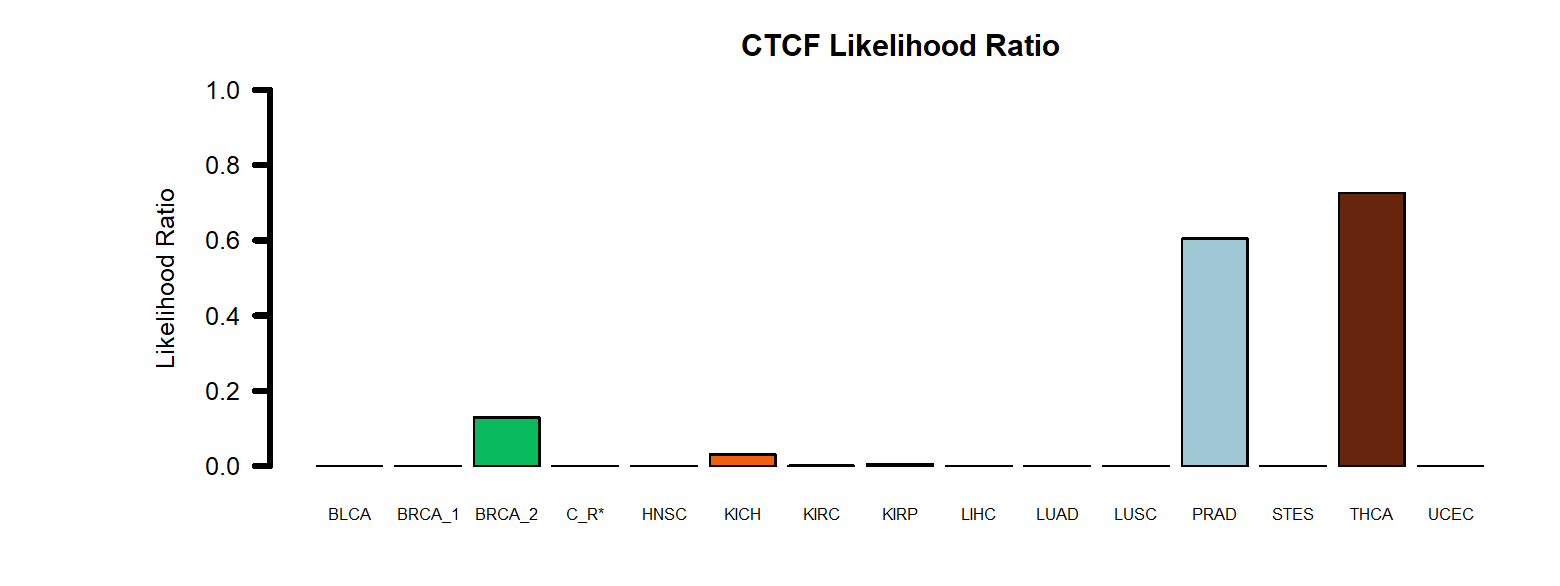 CTCF Likelihood Ratio
Likelihood Ratio
1.0
0.8
0.6
0.4
0.2
0.0
BLCA BRCA_1 BRCA_2 C_R* HNSC KICH KIRC KIRP LIHC LUAD LUSC PRAD STES THCA UCEC